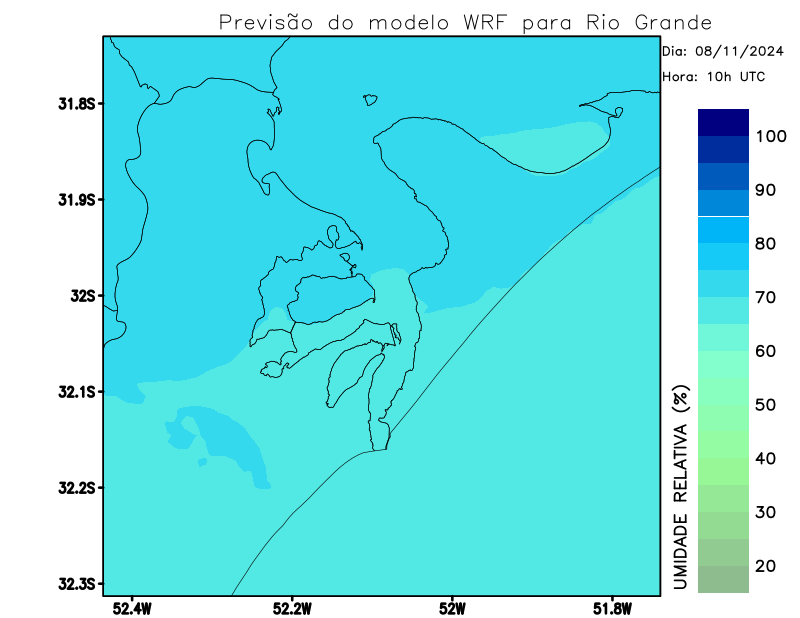 Previsão do modelo WRF para Rio Grande
Dia: 08/11/2024
Hora: 10h UTC
31.8S
31.9S
32S
32.1S
32.2S
32.3S
52.4W
52.2W
52W
51.8W
100
90
80
70
60
50
40
30
20
UMIDADE RELATIVA (%)